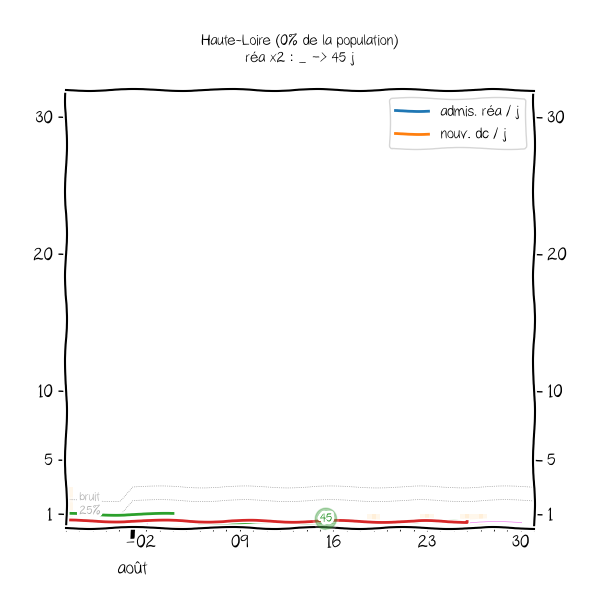 Haute-Loire (0% de la population)
réa x2 : _ -> 45 j
admis. réa / j
nouv. dc / j
30
30
20
20
10
10
5
5
bruit
25%
1
1
45
02
09
16
23
30
août